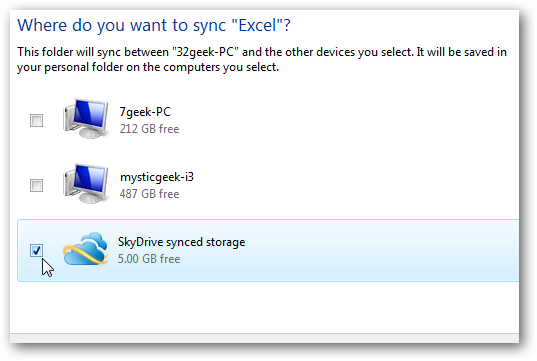 Where do you want to sync "Excel"?
This folder will sync between "32geek-PC" and the other devices you select. It will be saved in
your personal folder on the computers you select.
7geek-PC
212 GB free
mysticgeek-i3
487 GB free
SkyDrive synced storage
5.00 GB free